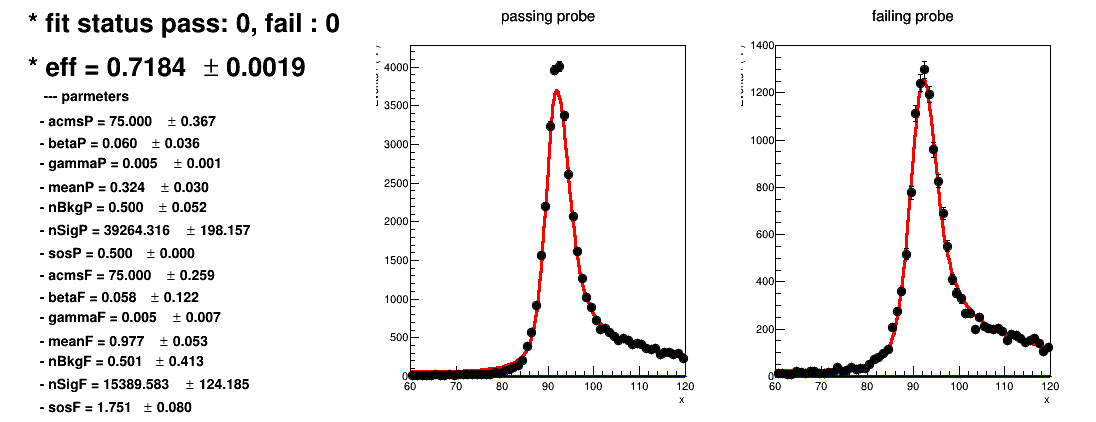 * fit status pass: 0, fail : 0
* eff = 0.7184 ± 0.0019
--- parmeters
- acmsP = 75.000 ± 0.367
- betaP = 0.060 ± 0.036
- gammaP = 0.005 ± 0.001
- meanP = 0.324 ± 0.030
- nBkgP = 0.500 ± 0.052
- nSigP = 39264.316 ± 198.157
- sosP = 0.500 ± 0.000
- acmsF = 75.000 ± 0.259
- betaF = 0.058 ± 0.122
- gammaF = 0.005 ± 0.007
- meanF = 0.977 ± 0.053
- nBkgF = 0.501 ± 0.413
- nSigF = 15389.583 ± 124.185
- sosF = 1.751 ± 0.080
passing probe
4000
3500
3000
2500
2000
1500
1000
500
0
60 70 80 90 100 110 120
x
failing probe
1400
1200
1000
800
600
400
200
0
60 70 80 90 100 110 120
x